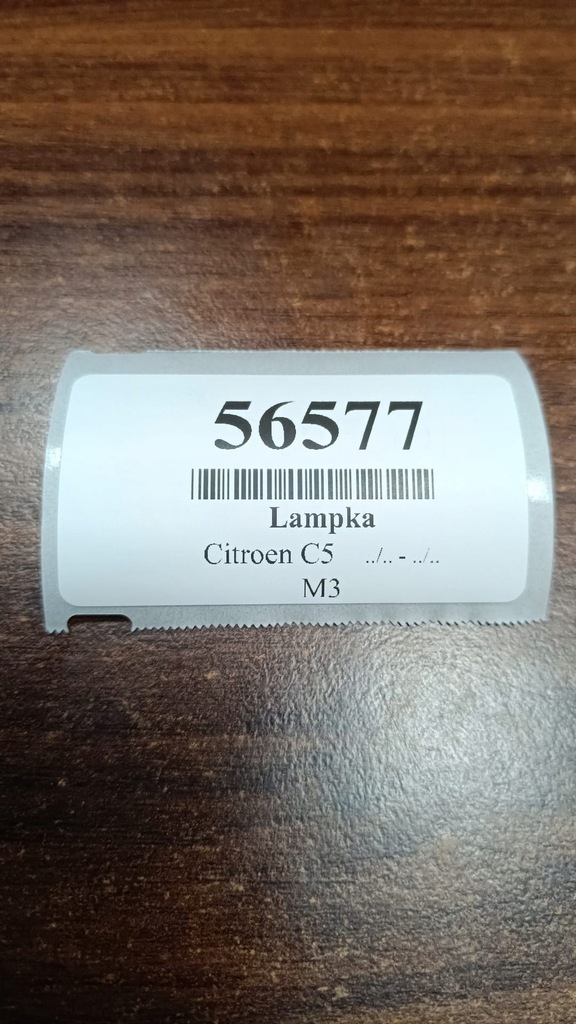 56577
Lampka
Citroen C5 ../.. - ../..
M3